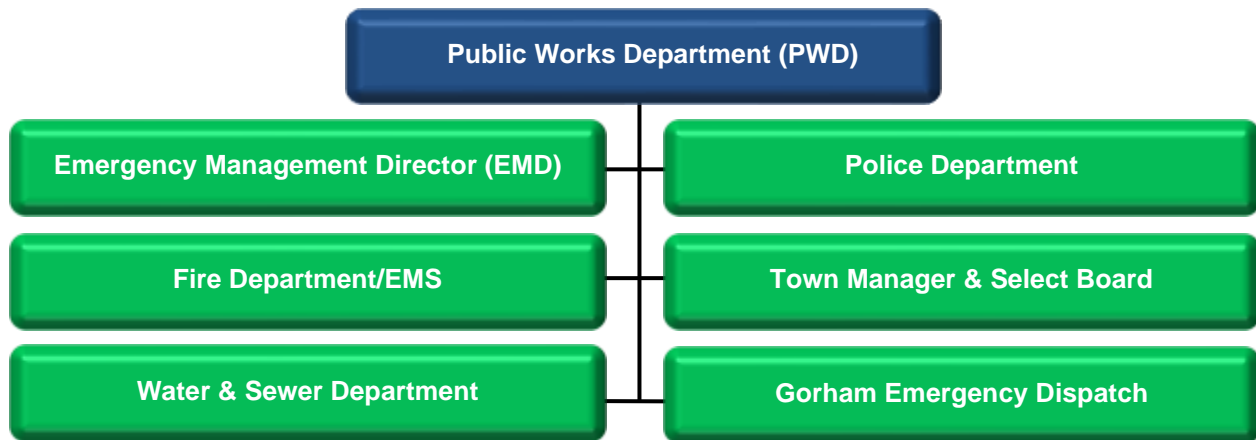 Public Works Department (PWD)
Emergency Management Director (EMD)
Police Department
Fire Department/EMS
Town Manager & Select Board
Water & Sewer Department
Gorham Emergency Dispatch